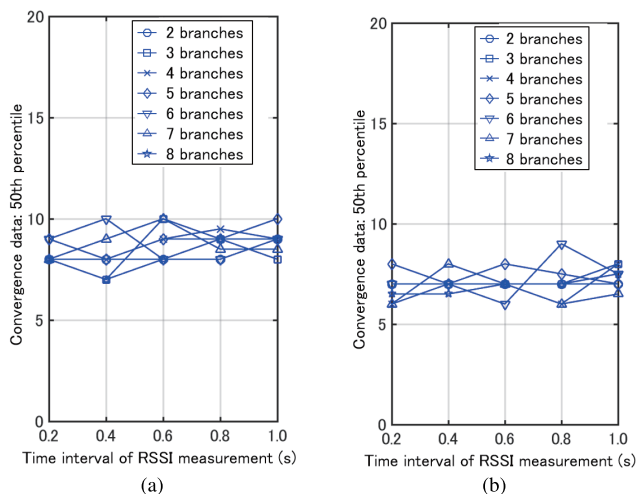 20
15
10
5
0
Convergence data: 50th percentile
2 branches
3 branches
4 branches
5 branches
6 branches
7 branches
8 branches
0.2 0.4 0.6 0.8 1.0
Time interval of RSSI measurement (s)
(a)
20
15
10
5
0
Convergence data: 50th percentile
2 branches
3 branches
4 branches
5 branches
6 branches
7 branches
8 branches
0.2 0.4 0.6 0.8 1.0
Time interval of RSSI measurement (s)
(b)